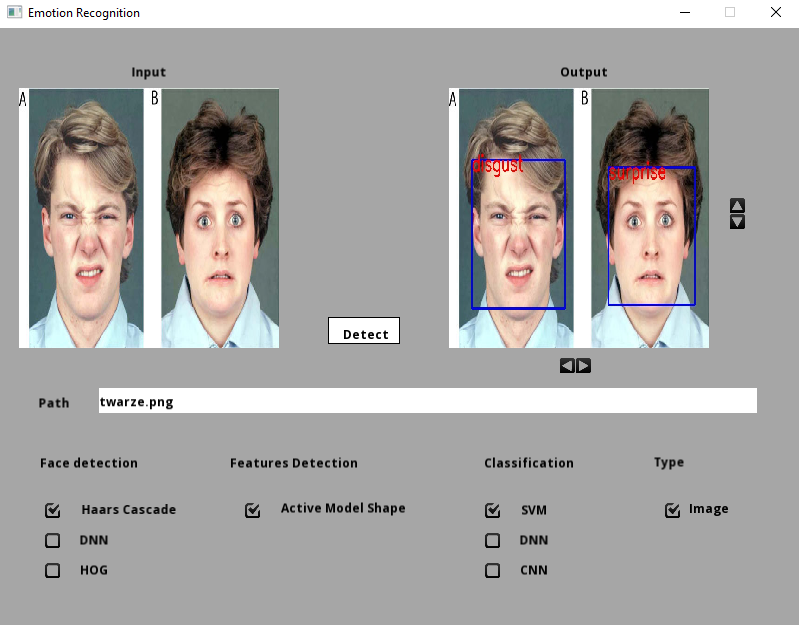 Emotion Recognition
Input
Output
A B
A B
disgust
surprise
Detect
Path
twarze.png
Face detection
Features Detection
Classification
Type
Haars Cascade
Active Model Shape
SVM
Image
DNN
DNN
HOG
CNN